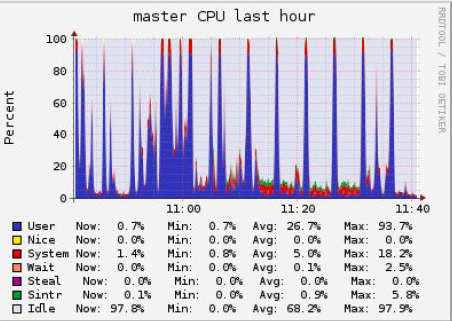 master CPU last hour
RRDTOOL / TOBI OETIKER
Percent
100
80
60
40
20
0
11:00 11:20 11:40
User Now: 0.7% Min: 0.7% Avg: 26.7% Max: 93.7%
Nice Now: 0.0% Min: 0.0% Avg: 0.0% Max: 0.0%
System Now: 1.4% Min: 0.8% Avg: 5.0% Max: 18.2%
Wait Now: 0.0% Min: 0.0% Avg: 0.1% Max: 2.5%
Steal Now: 0.0% Min: 0.0% Avg: 0.0% Max: 0.0%
Sintr Now: 0.1% Min: 0.0% Avg: 0.9% Max: 5.8%
Idle Now: 97.8% Min: 0.0% Avg: 68.2% Max: 97.9%